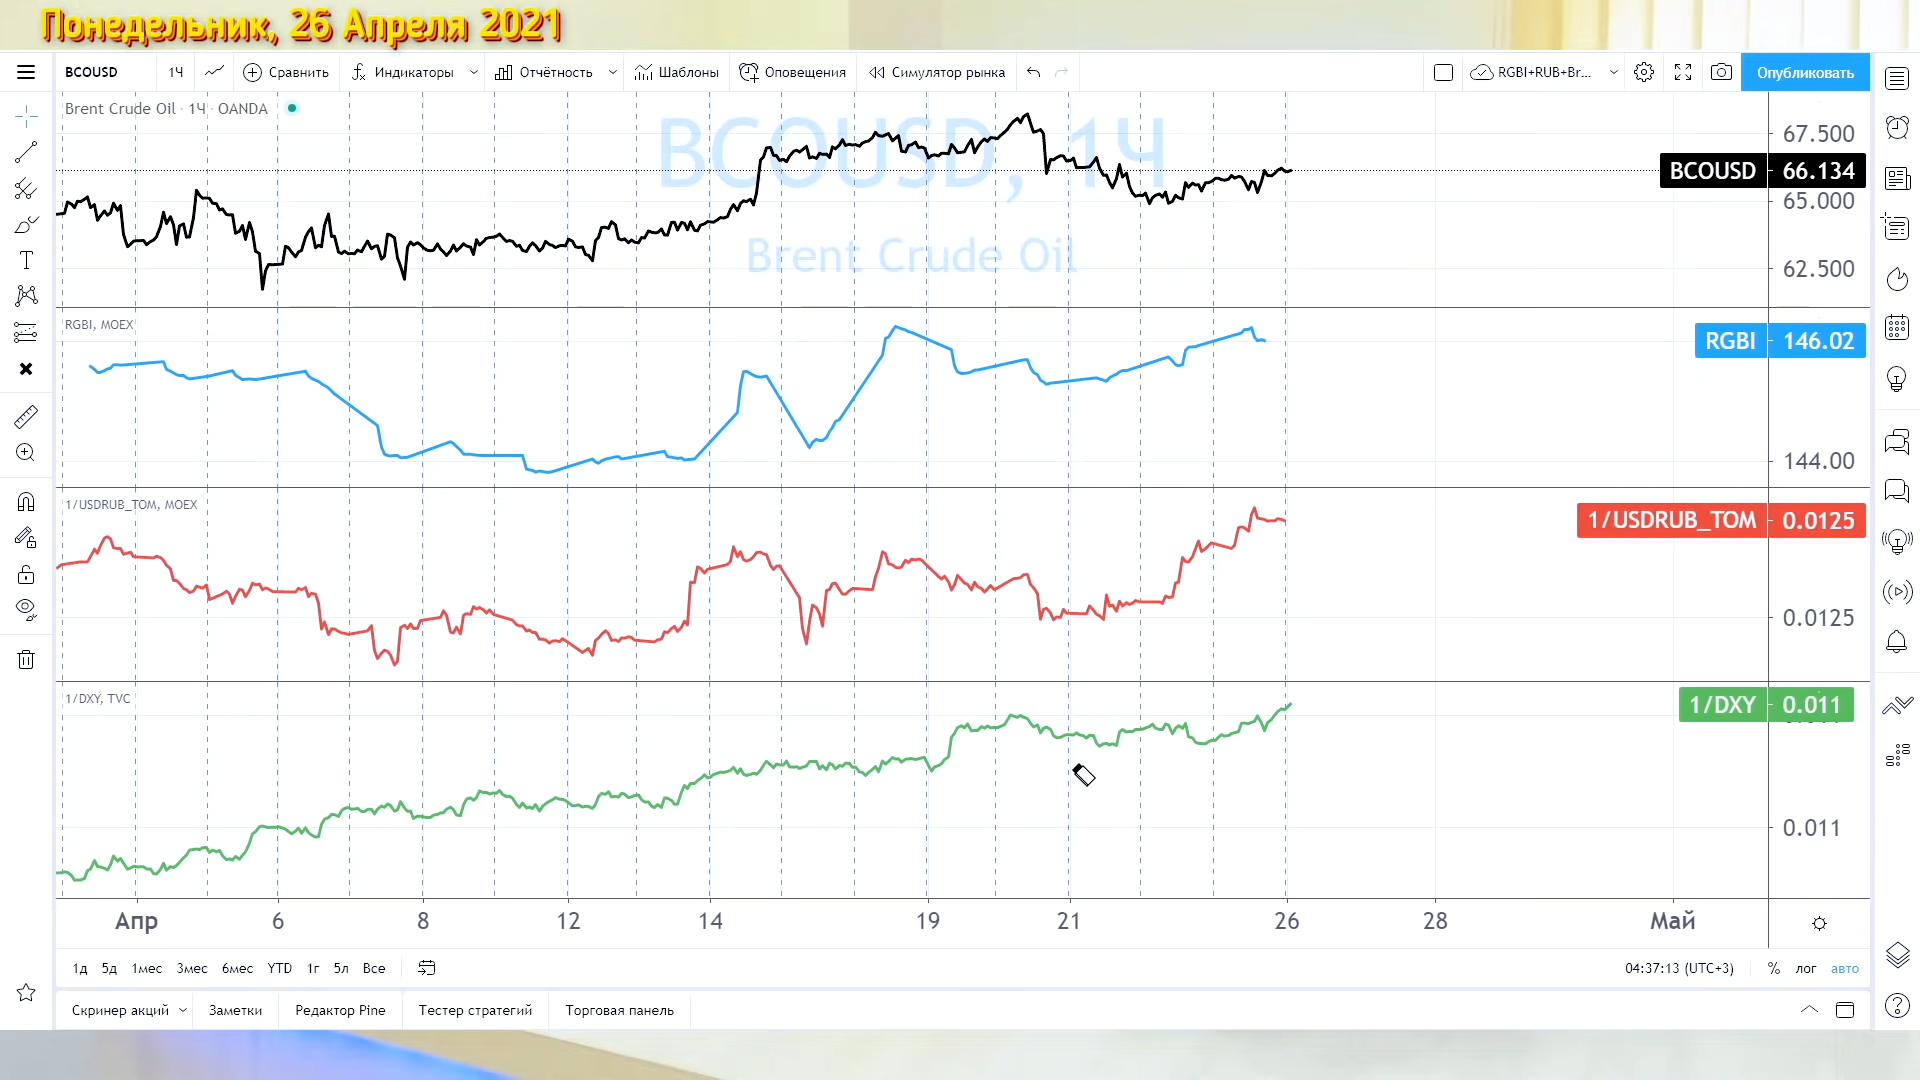 Понедельник, 26 Апреля 2021
BCOUSD 1Ч Сравнить Индикаторы Отчётность Шаблоны Оповещения Симулятор рынка RGBI+RUB+Br... Опубликовать
Brent Crude Oil · 1Ч · OANDA
BCOUSD, 1Ч
Brent Crude Oil
67.500
BCOUSD 66.134
65.000
62.500
RGBI, MOEX
RGBI 146.02
144.00
1/USDRUB_TOM, MOEX
1/USDRUB_TOM 0.0125
0.0125
1/DXY, TVC
1/DXY 0.011
0.011
Апр 6 8 12 14 19 21 26 28 Май
1д 5д 1мес 3мес 6мес YTD 1г 5л Все 04:37:13 (UTC+3) % лог авто
Скринер акций Заметки Редактор Pine Тестер стратегий Торговая панель